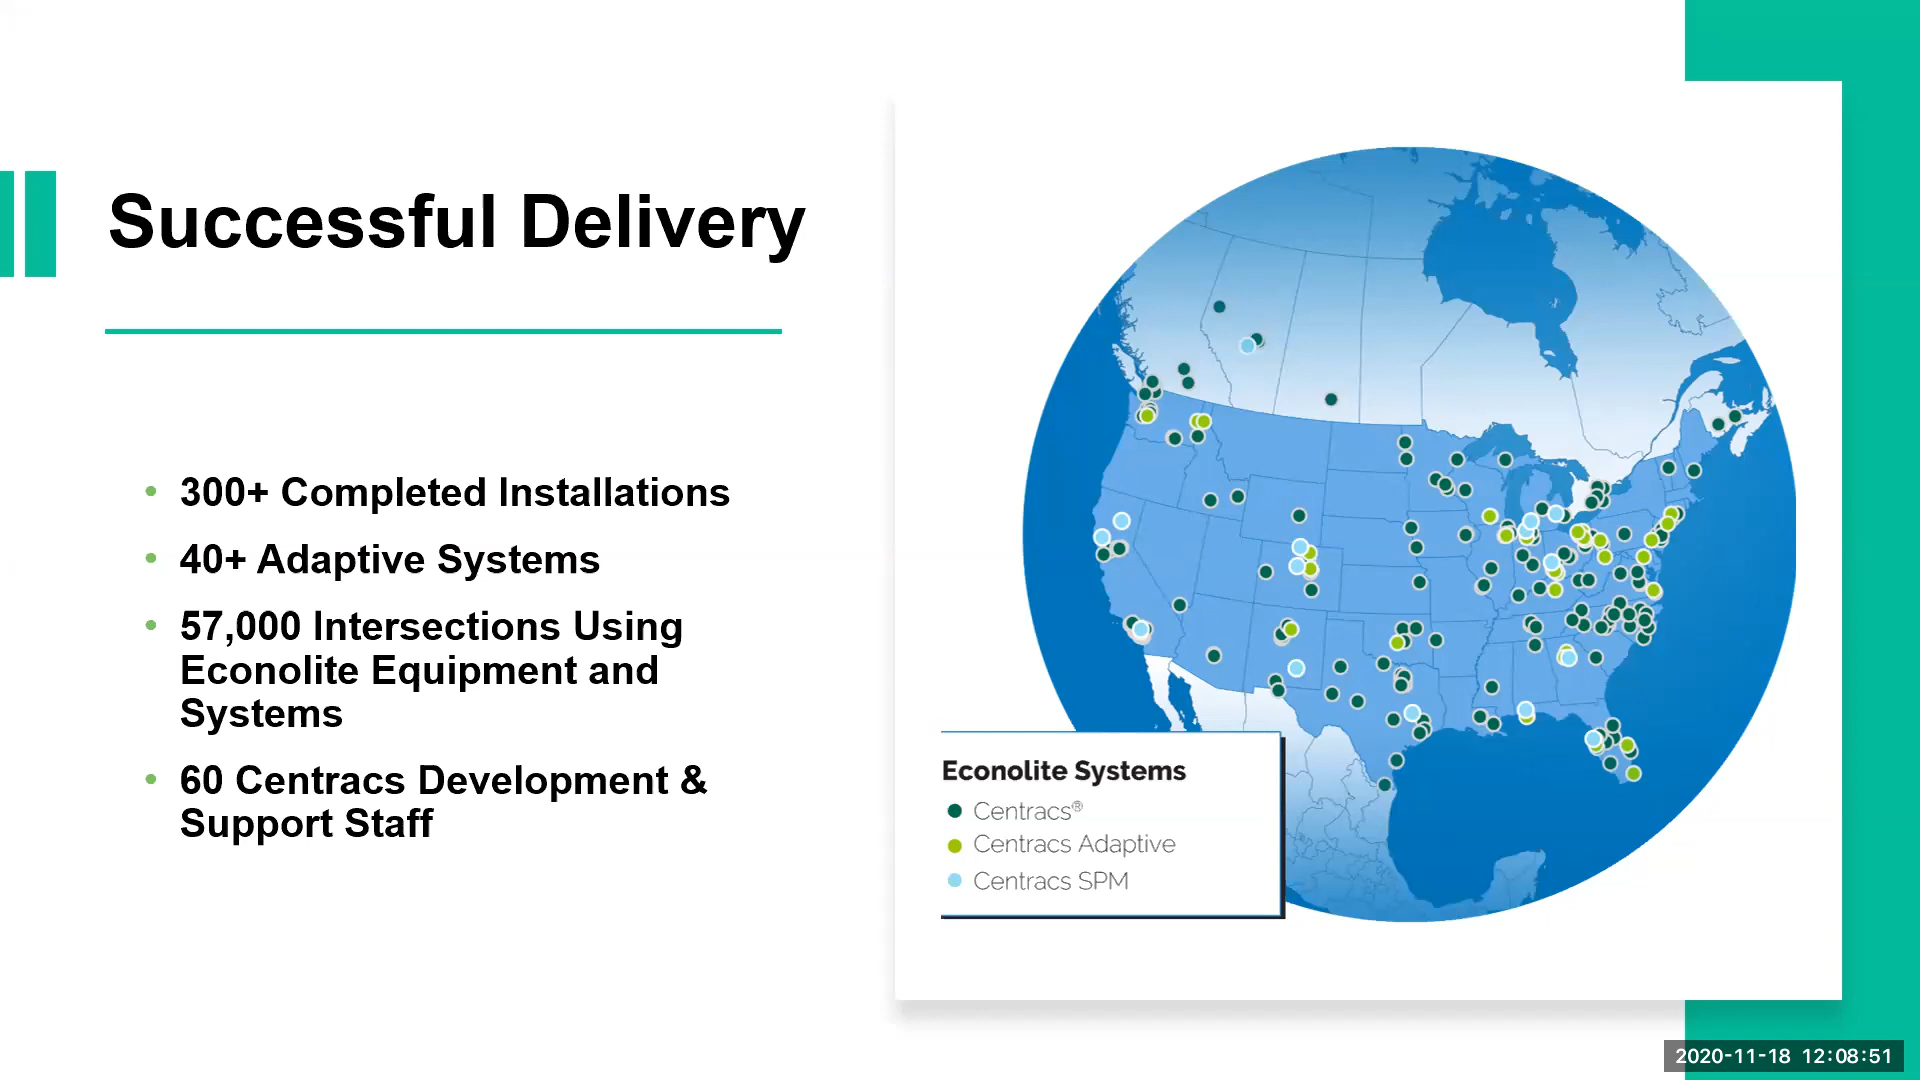 Successful Delivery
• 300+ Completed Installations
• 40+ Adaptive Systems
• 57,000 Intersections Using
Econolite Equipment and
Systems
• 60 Centracs Development &
Support Staff
Econolite Systems
Centracs®
Centracs Adaptive
Centracs SPM
2020-11-18 12:08:51